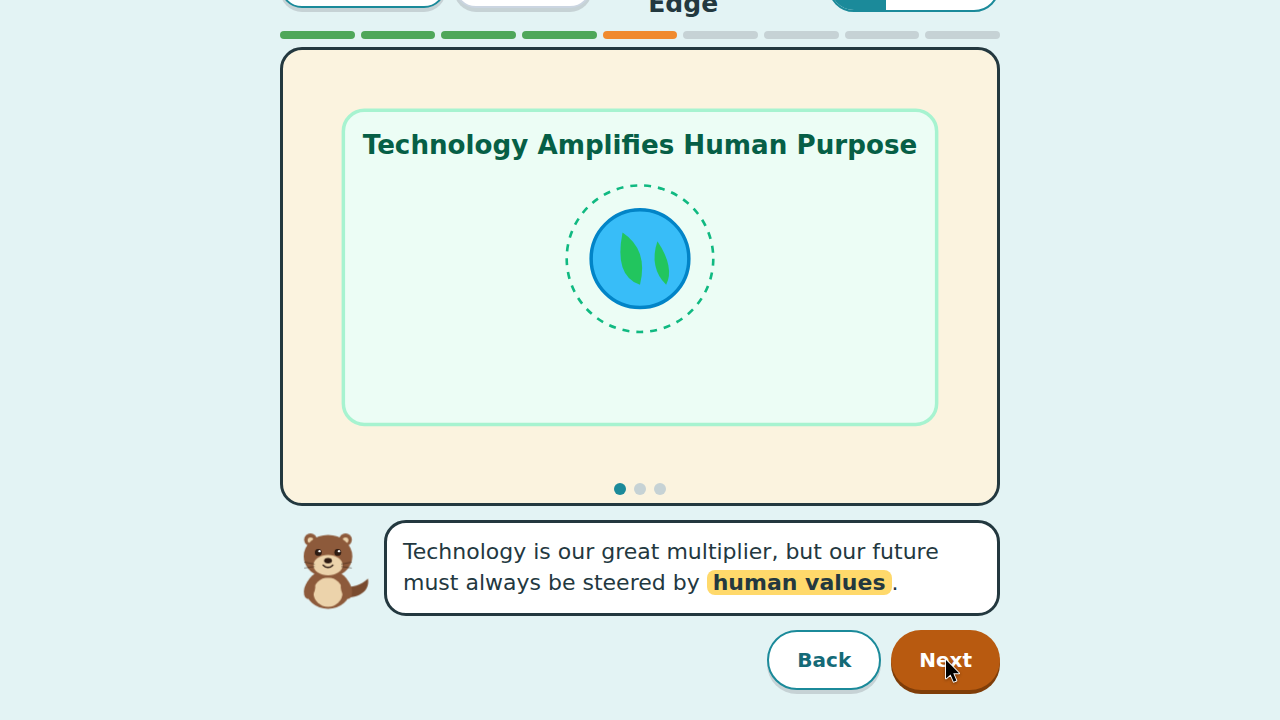 Edge
Technology Amplifies Human Purpose
Technology is our great multiplier, but our future
must always be steered by human values.
Back
Next